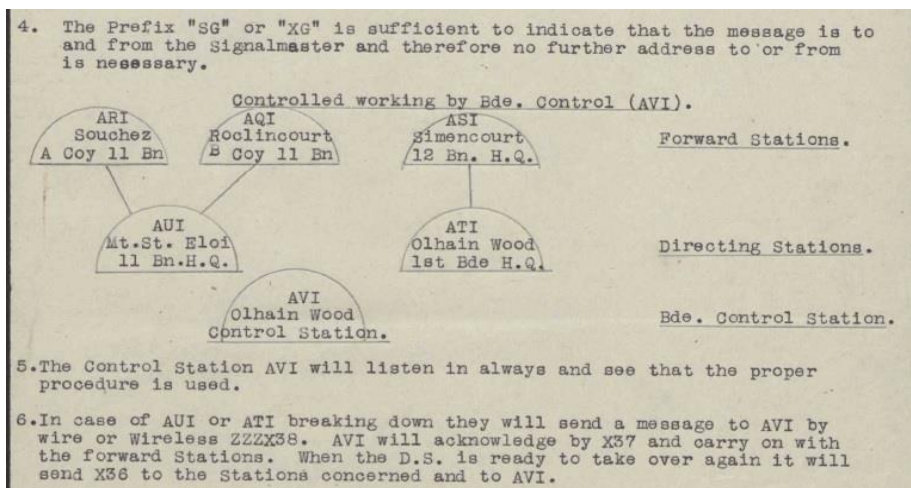 4. The Prefix "SG" or "XG" is sufficient to indicate that the message is to
and from the Signalmaster and therefore no further address to or from
is nesessary.
Controlled working by Bde. Control (AVI).
ARI
Souchez
A Coy 11 Bn
AQI
Roclincourt
B Coy 11 Bn
ASI
Simencourt
12 Bn. H.Q.
Forward Stations.
AUI
Mt.St. Eloi
11 Bn.H.Q.
ATI
Olhain Wood
1st Bde H.Q.
Directing Stations.
AVI
Olhain Wood
Control Station.
Bde. Control Station.
5.The Control Station AVI will listen in always and see that the proper
procedure is used.
6.In case of AUI or ATI breaking down they will send a message to AVI by
wire or Wireless ZZZX38. AVI will acknowledge by X37 and carry on with
the forward Stations. When the D.S. is ready to take over again it will
send X36 to the Stations concerned and to AVI.